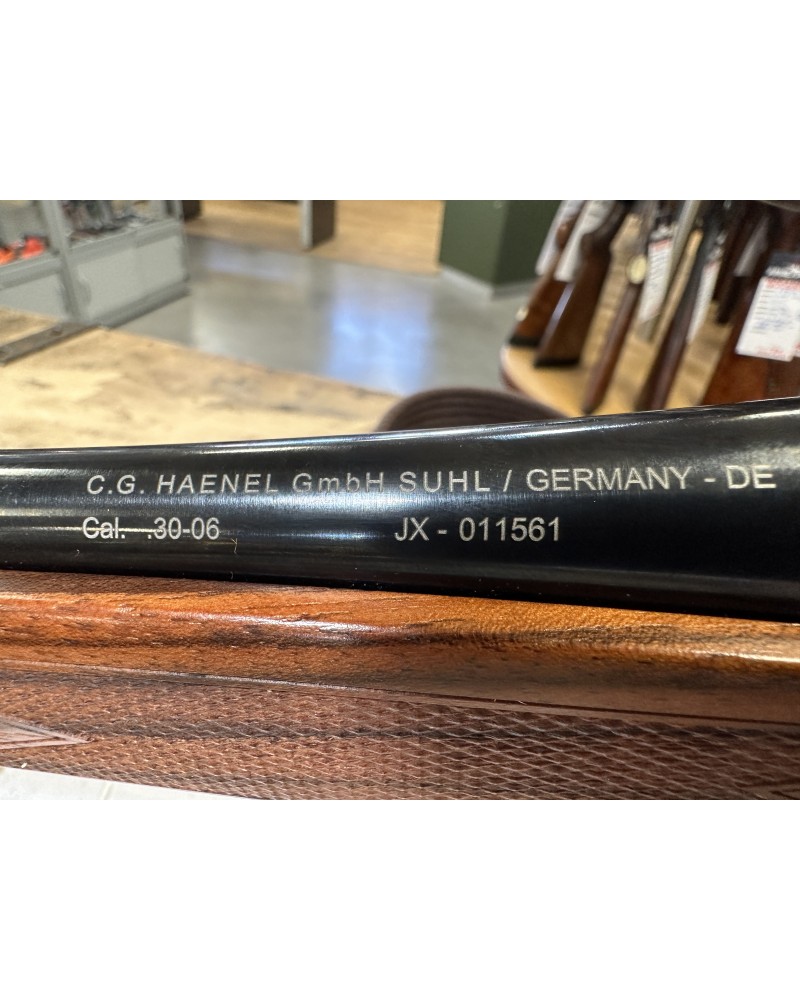 C.G. HAENEL GmbH SUHL / GERMANY - DE
Cal. .30-06 JX - 011561